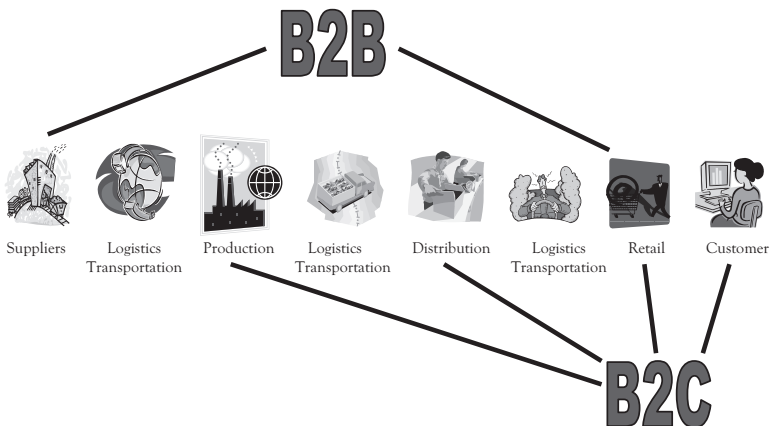 B2B
Suppliers
Logistics
Transportation
Production
Logistics
Transportation
Distribution
Logistics
Transportation
Retail
Customer
B2C